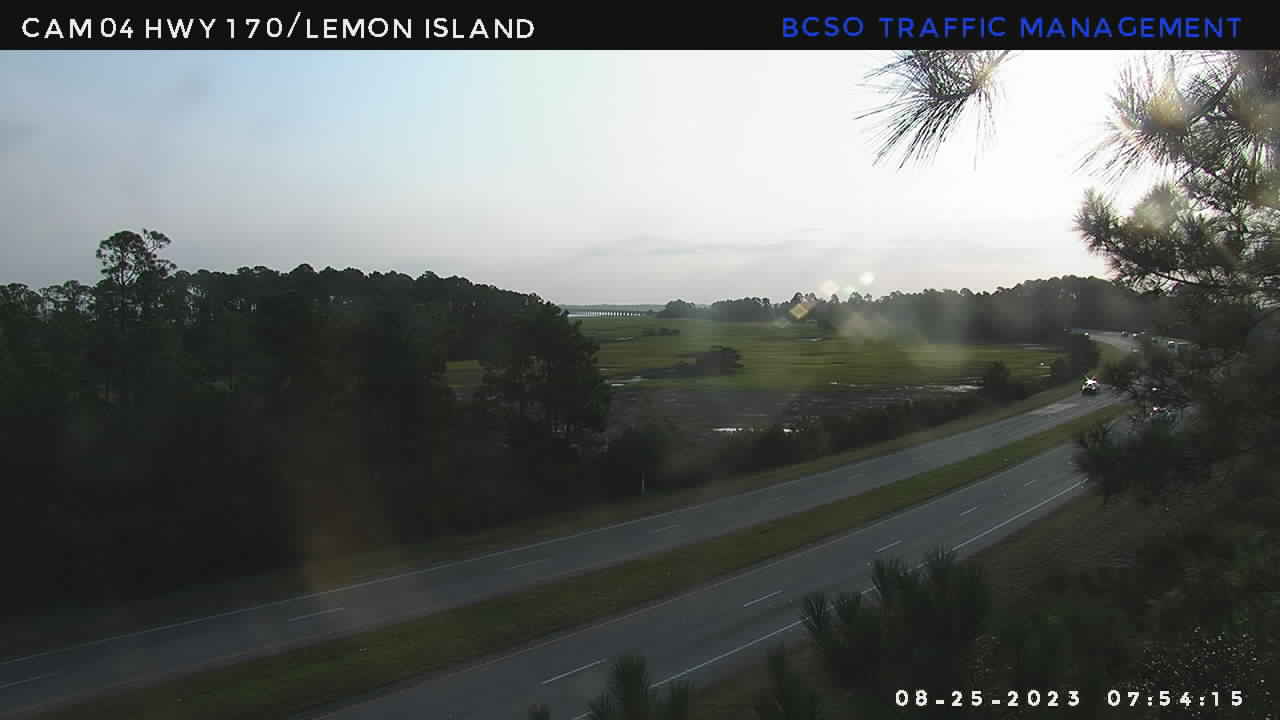 CAM04 HWY 170/LEMON ISLAND
BCSO TRAFFIC MANAGEMENT
08-25-2023 07:54:15